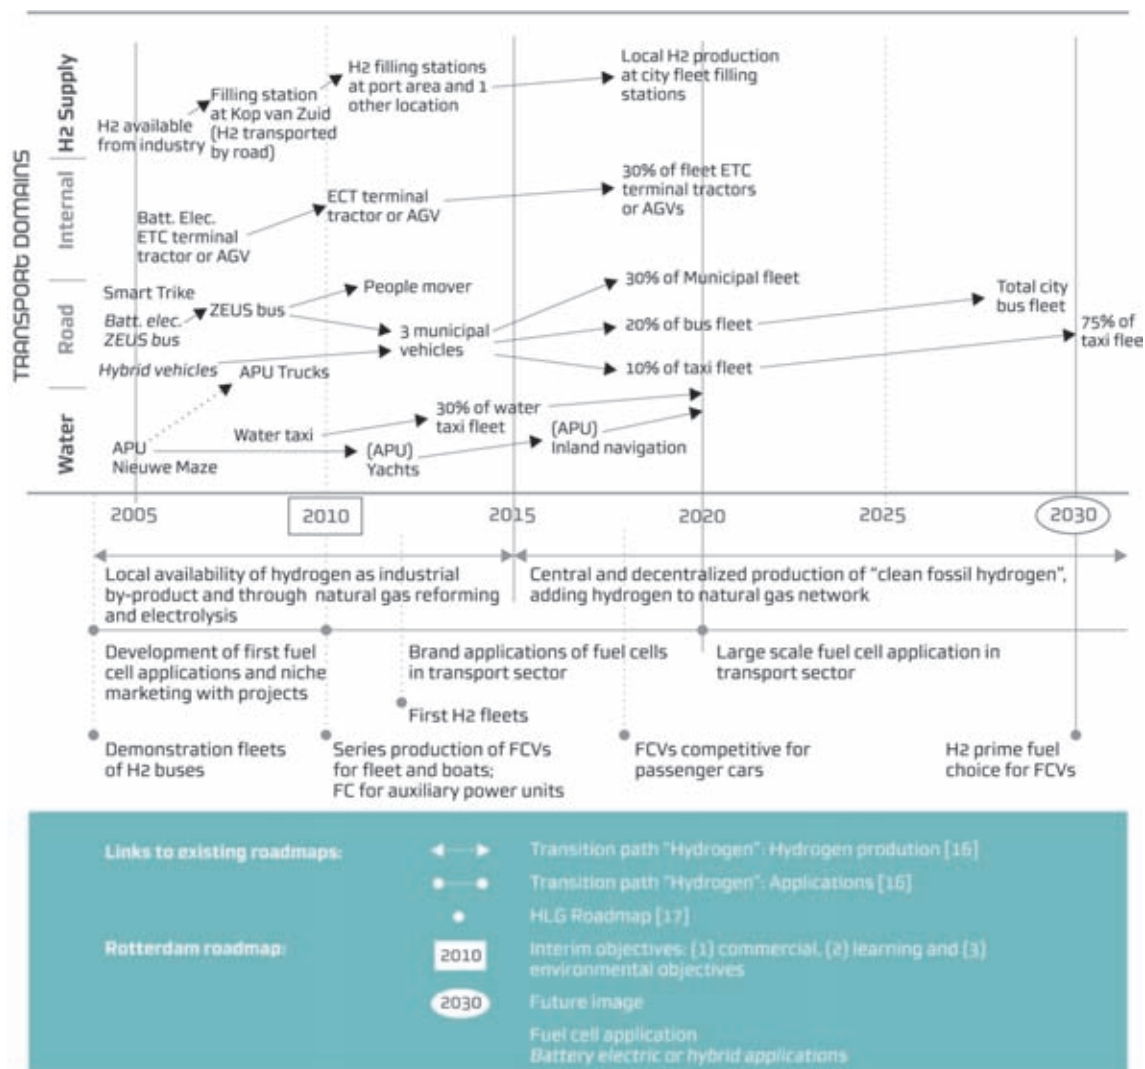 TRANSPORT DOMAINS
H2 Supply
H2 available
from industry
Filling station
at Kop van Zuid
(H2 transported
by road)
H2 filling stations
at port area and 1
other location
Local H2 production
at city fleet filling
stations
Internal
Batt. Elec.
ETC terminal
tractor or AGV
ECT terminal
tractor or AGV
30% of fleet ETC
terminal tractors
or AGVs
Road
Smart Trike
Batt. elec.
ZEUS bus
Hybrid vehicles
ZEUS bus
APU Trucks
People mover
3 municipal
vehicles
30% of Municipal fleet
20% of bus fleet
10% of taxi fleet
Total city
bus fleet
75% of
taxi flee
Water
APU
Nieuwe Maze
Water taxi
30% of water
taxi fleet
(APU)
Yachts
(APU)
Inland navigation
2005 2010 2015 2020 2025 2030
Local availability of hydrogen as industrial
by-product and through natural gas reforming
and electrolysis
Central and decentralized production of "clean fossil hydrogen",
adding hydrogen to natural gas network
Development of first fuel
cell applications and niche
marketing with projects
Brand applications of fuel cells
in transport sector
Large scale fuel cell application in
transport sector
First H2 fleets
Demonstration fleets
of H2 buses
Series production of FCVs
for fleet and boats;
FC for auxiliary power units
FCVs competitive for
passenger cars
H2 prime fuel
choice for FCVs
Links to existing roadmaps:
Transition path "Hydrogen": Hydrogen prodution [16]
Transition path "Hydrogen": Applications [16]
HLG Roadmap [17]
Rotterdam roadmap:
2010
Interim objectives: (1) commercial, (2) learning and (3)
environmental objectives
2030
Future image
Fuel cell application
Battery electric or hybrid applications